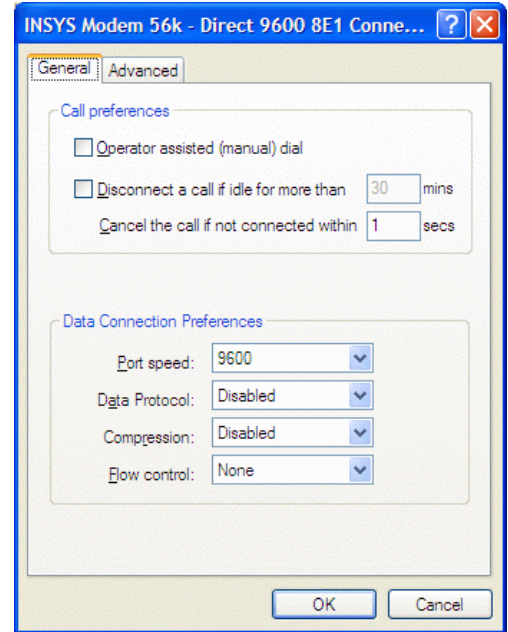 INSYS Modem 56k - Direct 9600 8E1 Conne... ?
General Advanced
Call preferences
Operator assisted (manual) dial
Disconnect a call if idle for more than 30 mins
Cancel the call if not connected within 1 secs
Data Connection Preferences
Port speed: 9600
Data Protocol: Disabled
Compression: Disabled
Flow control: None
OK Cancel